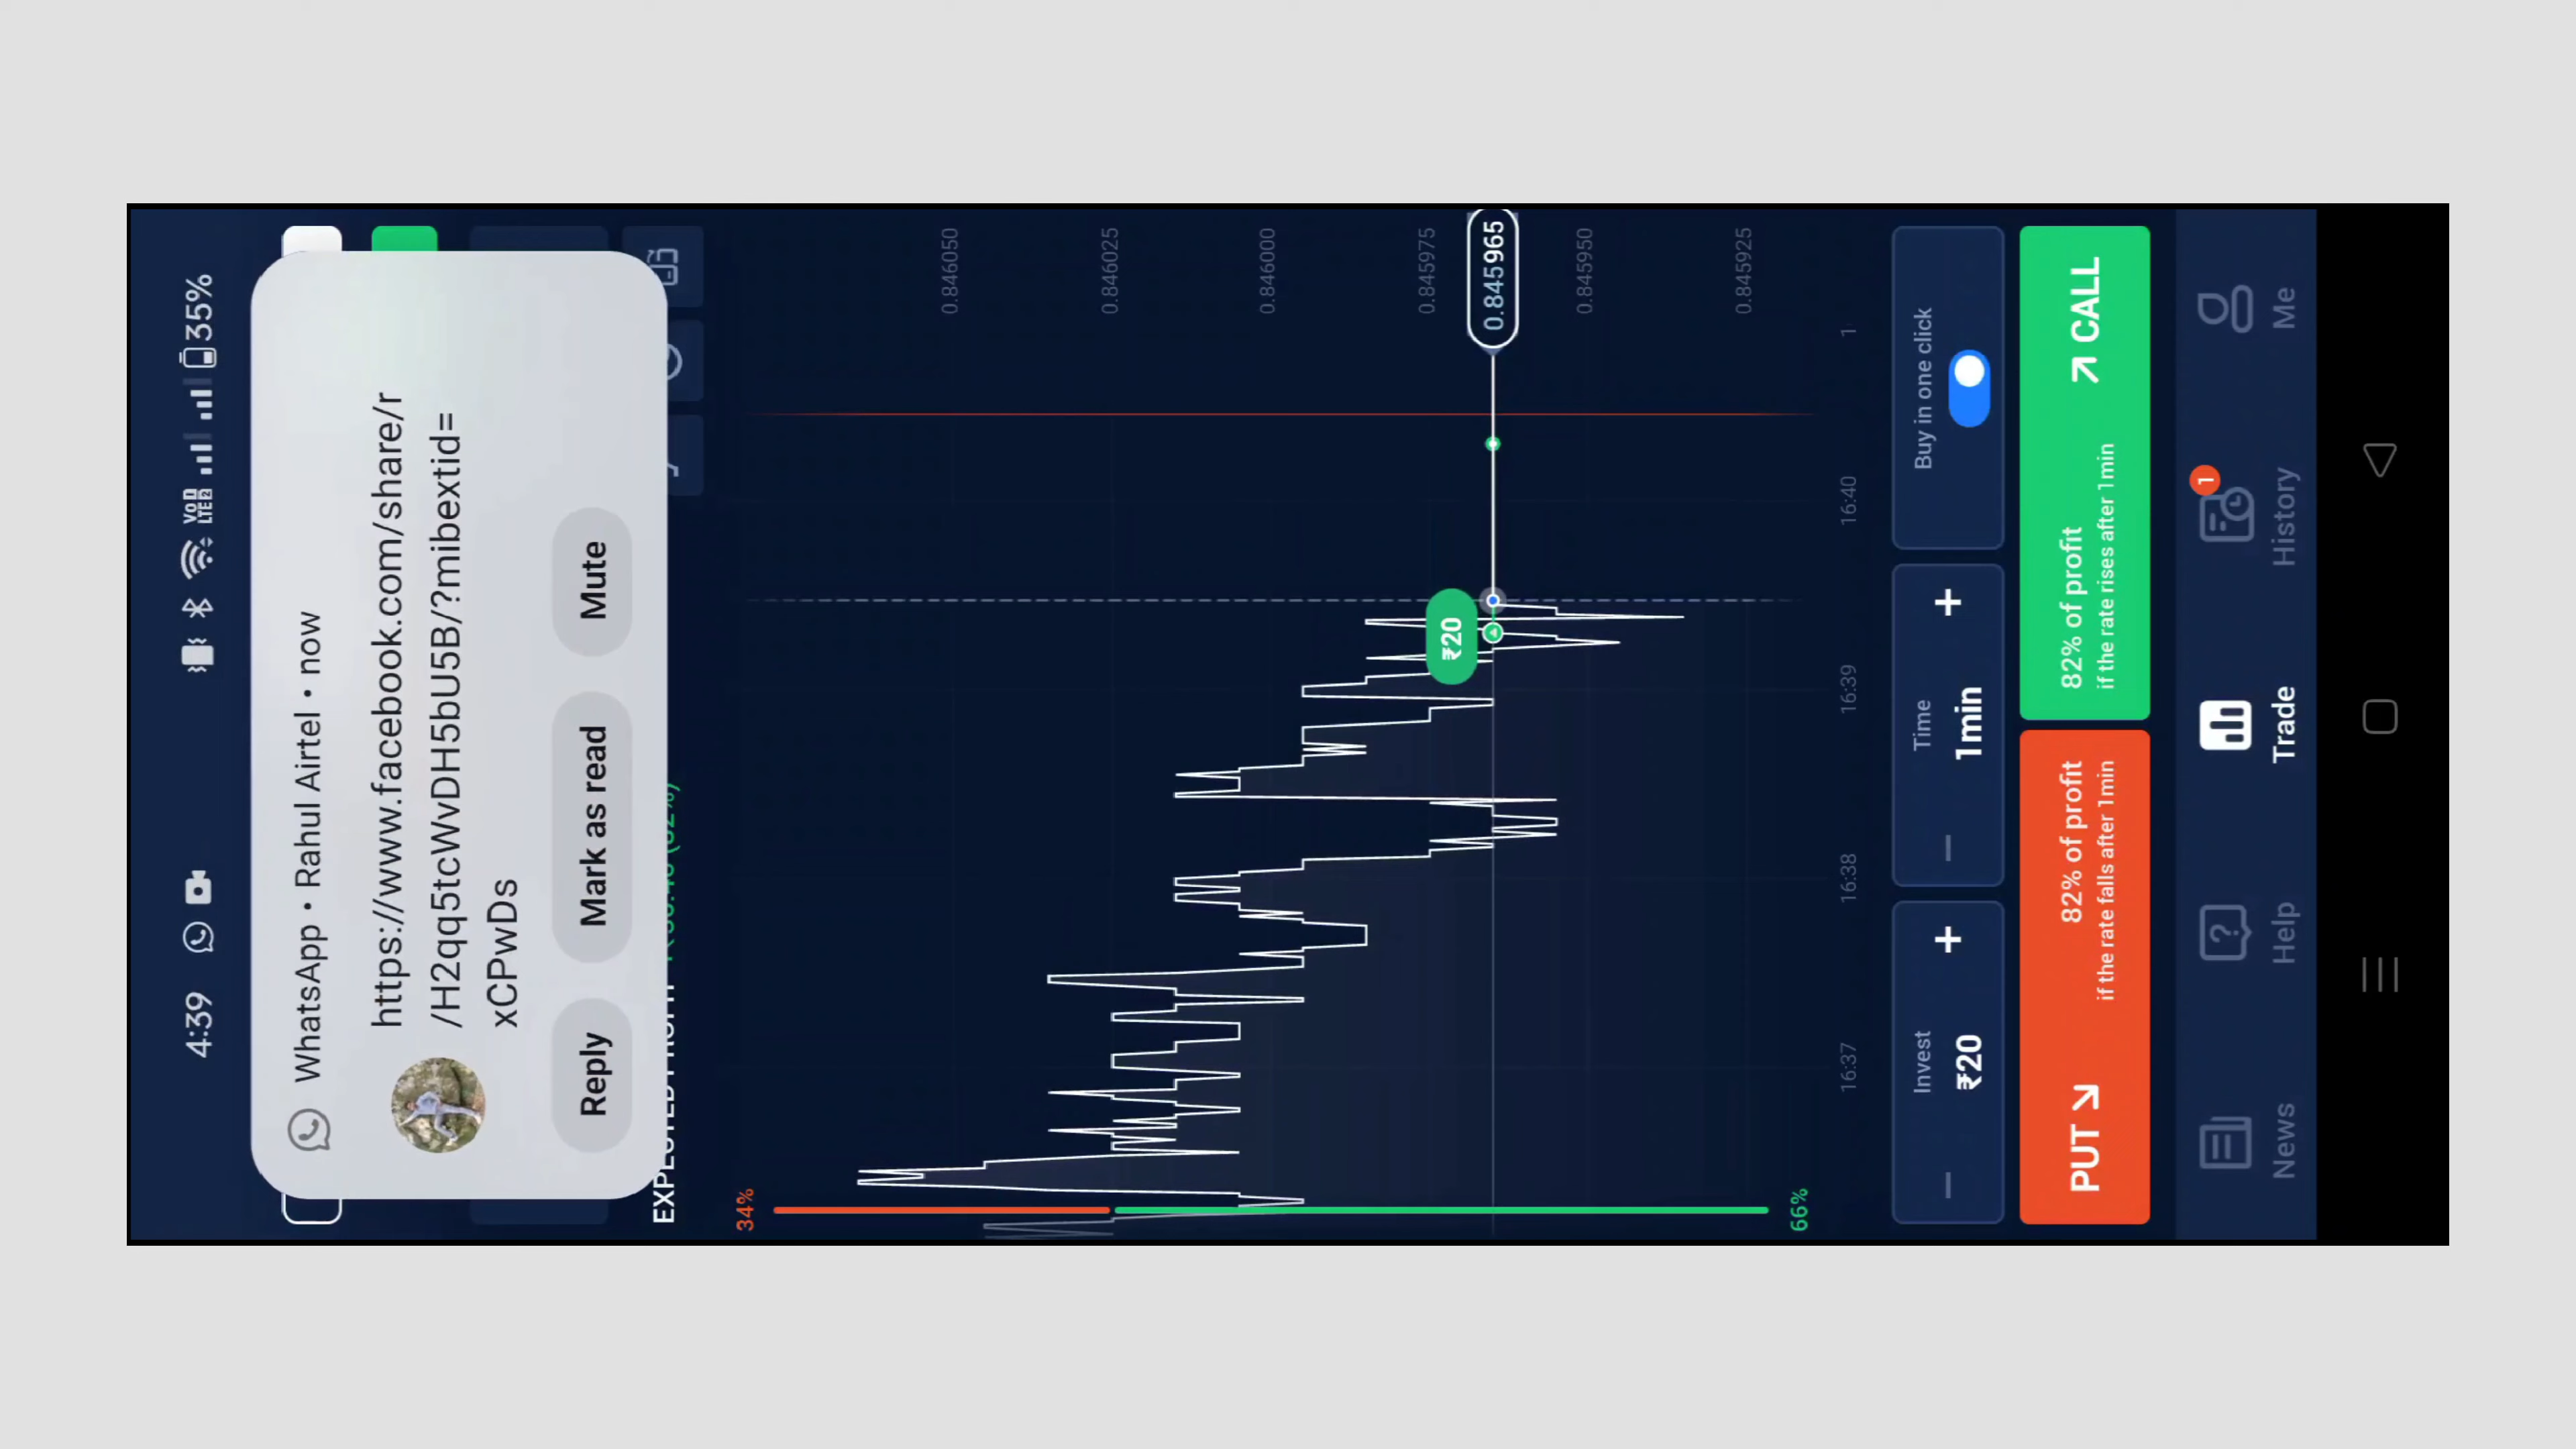 4:39
VoI LTE2
35%
WhatsApp • Rahul Airtel • now
https://www.facebook.com/share/r
/H2qq5tcWvDH5bU5B/?mibextid=
xCPwDs
Reply
Mark as read
Mute
34%
66%
0.846050
0.846025
0.846000
0.845975
0.845965
0.845950
0.845925
₹20
16:37
16:38
16:39
16:40
1
Invest
₹20
Time
1min
Buy in one click
PUT
82% of profit
if the rate falls after 1min
82% of profit
if the rate rises after 1min
CALL
News
Help
Trade
History
1
Me